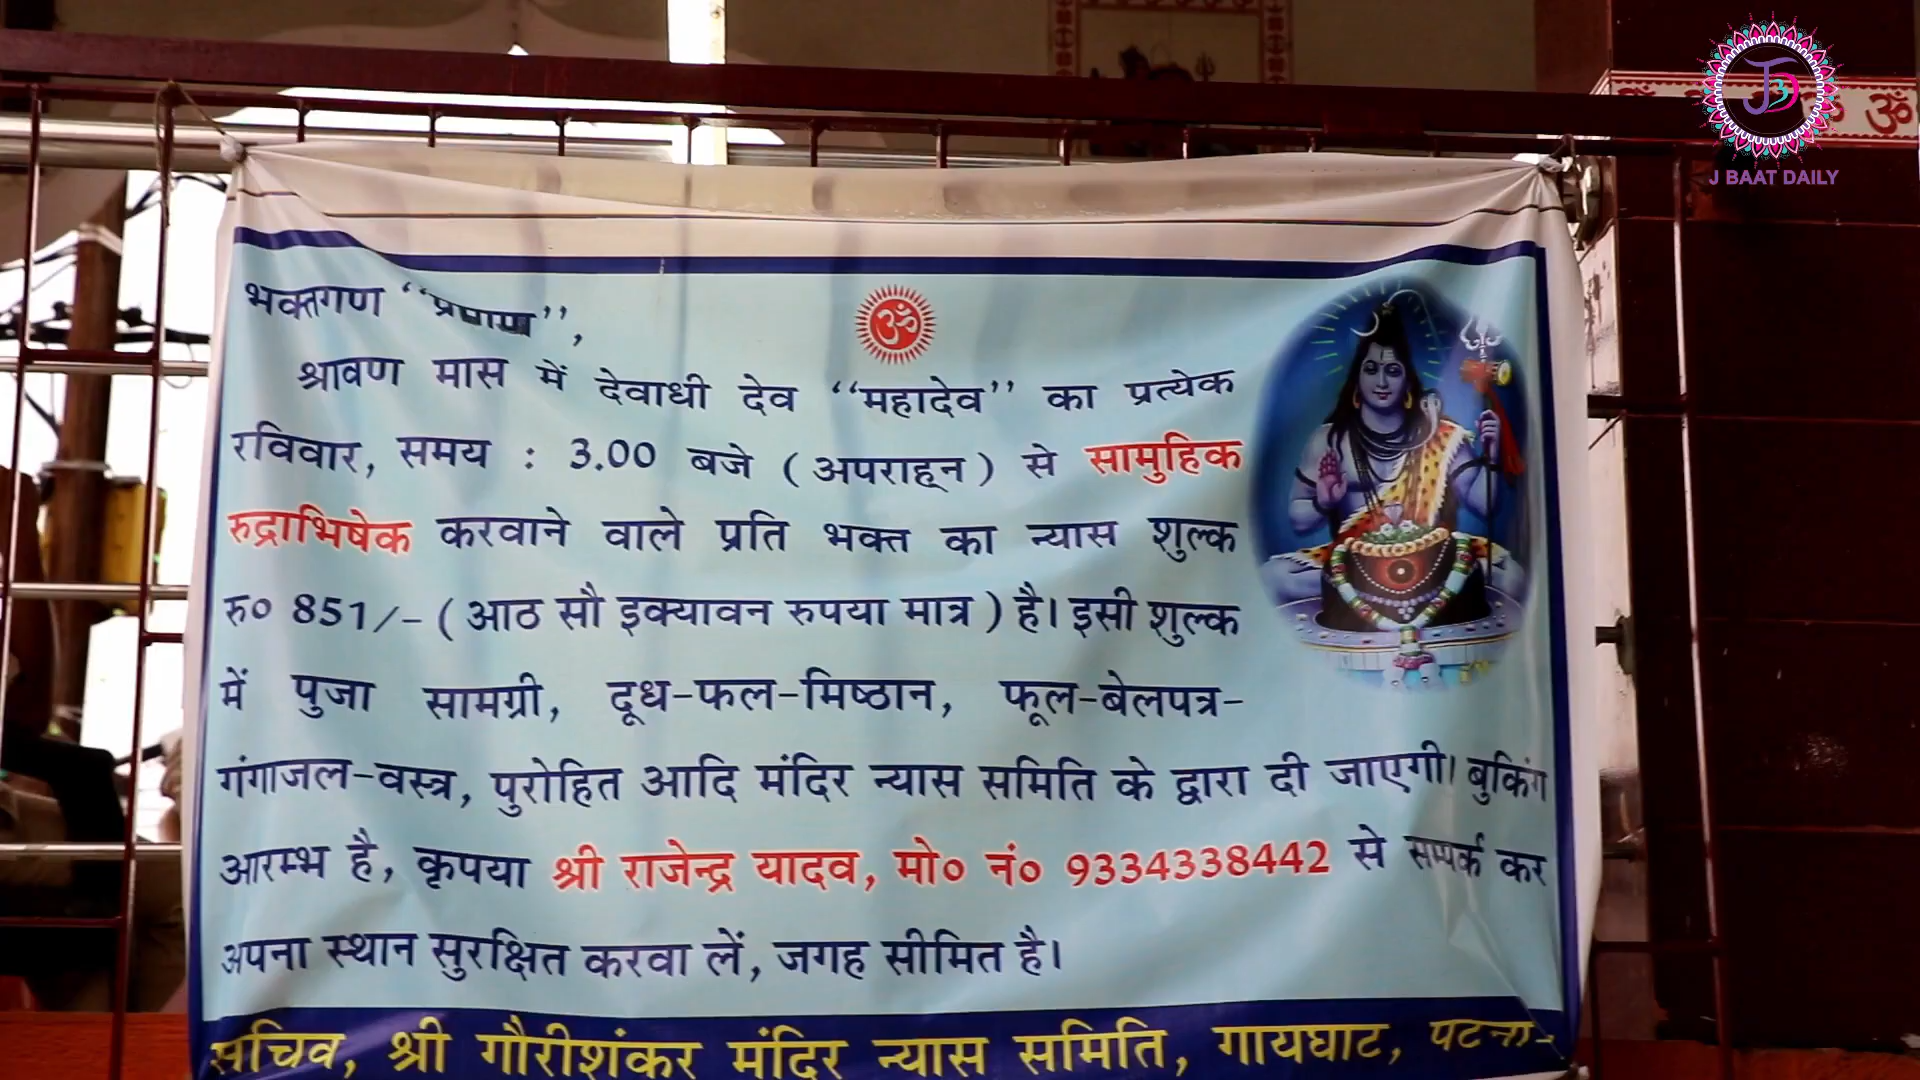 J BAAT DAILY
भक्तगण ‘‘प्रणाम’’,
श्रावण मास में देवाधी देव ‘‘महादेव’’ का प्रत्येक
रविवार, समय : 3.00 बजे (अपराह्न) से सामुहिक
रुद्राभिषेक करवाने वाले प्रति भक्त का न्यास शुल्क
रु० 851/- (आठ सौ इक्यावन रुपया मात्र) है। इसी शुल्क
में पुजा सामग्री, दूध-फल-मिष्ठान, फूल-बेलपत्र-
गंगाजल-वस्त्र, पुरोहित आदि मंदिर न्यास समिति के द्वारा दी जाएगी। बुकिंग
आरम्भ है, कृपया श्री राजेन्द्र यादव, मो० नं० 9334338442 से सम्पर्क कर
अपना स्थान सुरक्षित करवा लें, जगह सीमित है।
सचिव, श्री गौरीशंकर मंदिर न्यास समिति, गायघाट, पटना-